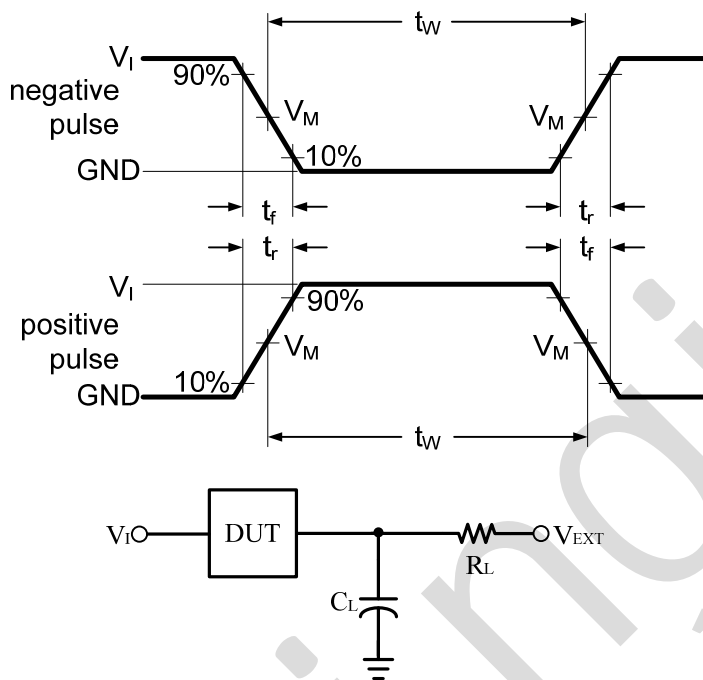 tW
VI
90%
negative
pulse
VM
VM
10%
GND
tf
tr
tr
tf
VI
90%
positive
pulse
VM
VM
10%
GND
tW
VI
DUT
VEXT
RL
CL